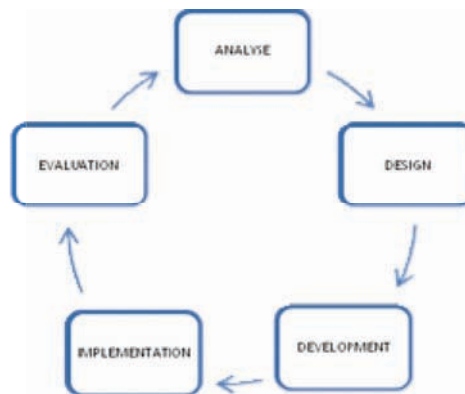 ANALYSE
DESIGN
DEVELOPMENT
IMPLEMENTATION
EVALUATION